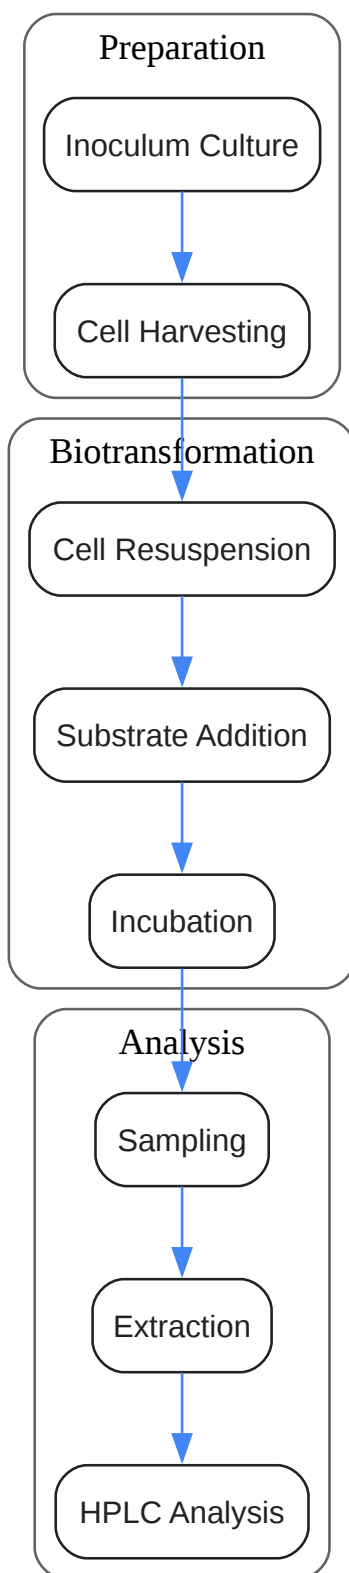 Preparation
Inoculum Culture
Cell Harvesting
Biotransformation
Cell Resuspension
Substrate Addition
Incubation
Analysis
Sampling
Extraction
HPLC Analysis